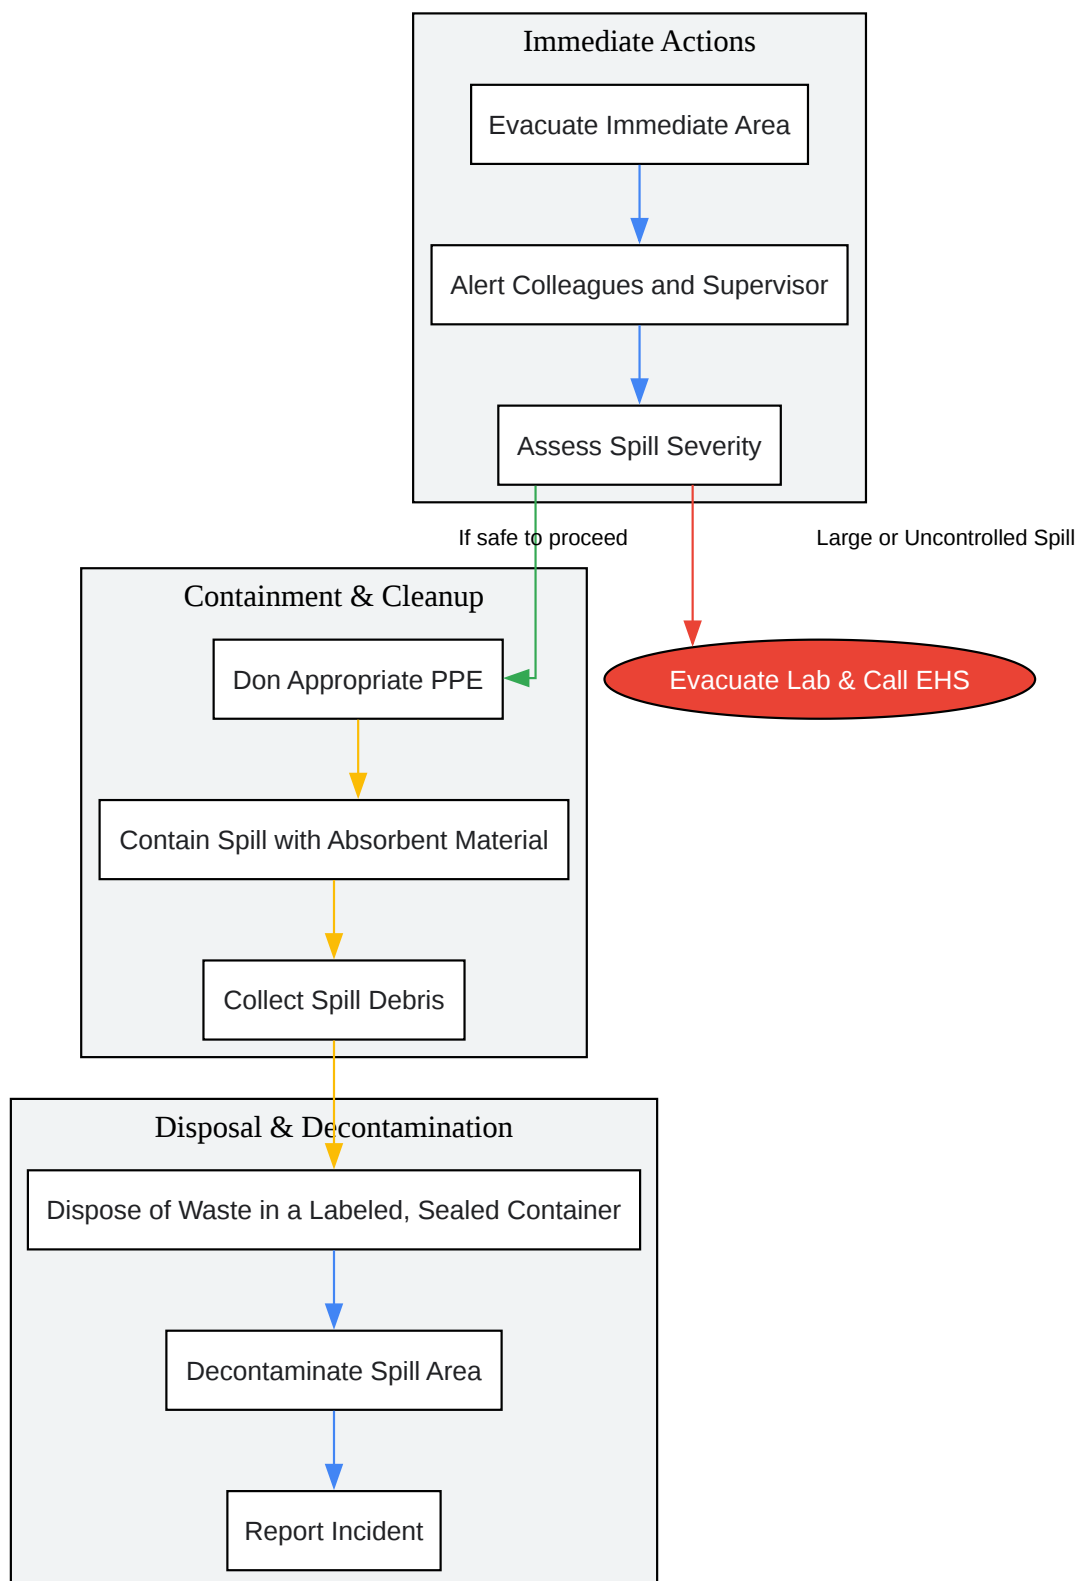 Immediate Actions
Evacuate Immediate Area
Alert Colleagues and Supervisor
Assess Spill Severity
If safe to proceed
Large or Uncontrolled Spill
Containment & Cleanup
Don Appropriate PPE
Evacuate Lab & Call EHS
Contain Spill with Absorbent Material
Collect Spill Debris
Disposal & Decontamination
Dispose of Waste in a Labeled, Sealed Container
Decontaminate Spill Area
Report Incident